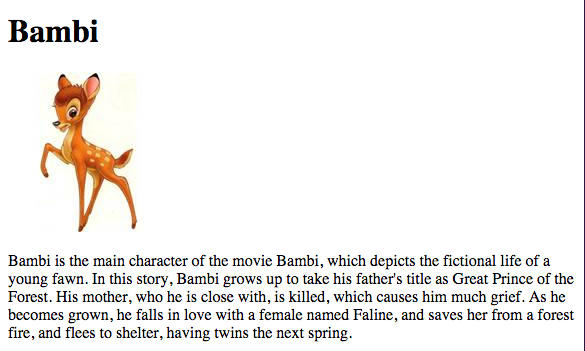 Bambi
Bambi is the main character of the movie Bambi, which depicts the fictional life of a
young fawn. In this story, Bambi grows up to take his father's title as Great Prince of the
Forest. His mother, who he is close with, is killed, which causes him much grief. As he
becomes grown, he falls in love with a female named Faline, and saves her from a forest
fire, and flees to shelter, having twins the next spring.